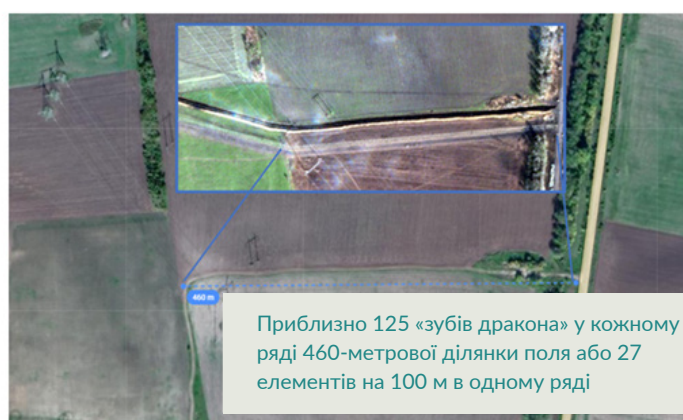 460 m
Приблизно 125 «зубів дракона» у кожному
ряді 460-метрової ділянки поля або 27
елементів на 100 м в одному ряді